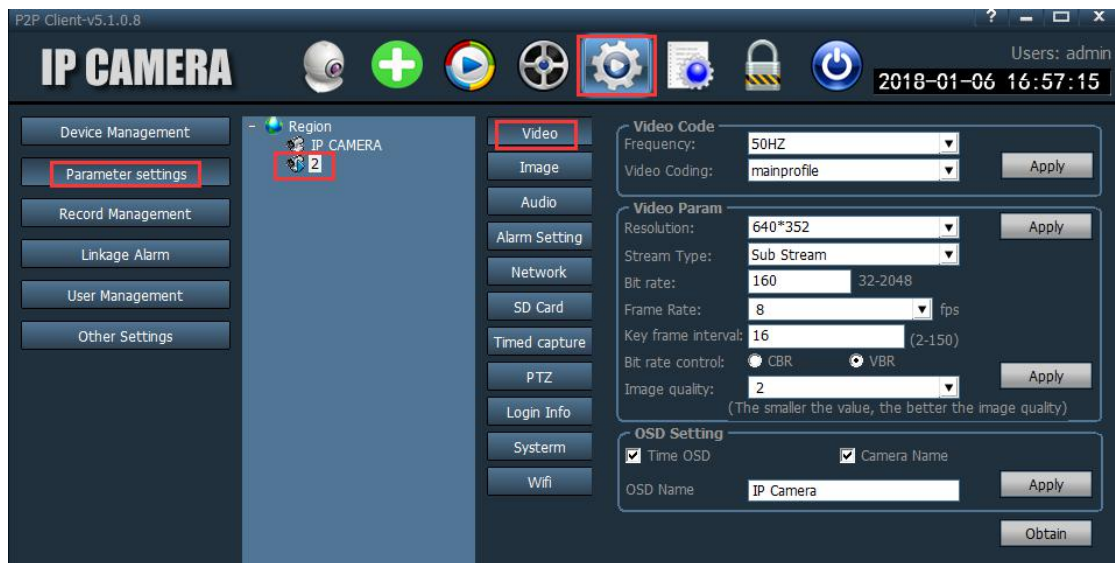 P2P Client-v5.1.0.8
? – x
IP CAMERA
Users: admin
2018-01-06 16:57:15
Device Management
Parameter settings
Record Management
Linkage Alarm
User Management
Other Settings
- Region
IP CAMERA
2
Video
Image
Audio
Alarm Setting
Network
SD Card
Timed capture
PTZ
Login Info
Systerm
Wifi
Video Code
Frequency: 50HZ
Video Coding: mainprofile Apply
Video Param
Resolution: 640*352 Apply
Stream Type: Sub Stream
Bit rate: 160 32-2048
Frame Rate: 8 fps
Key frame interval: 16 (2-150)
Bit rate control: CBR VBR
Image quality: 2 Apply
(The smaller the value, the better the image quality)
OSD Setting
Time OSD Camera Name
OSD Name IP Camera Apply
Obtain